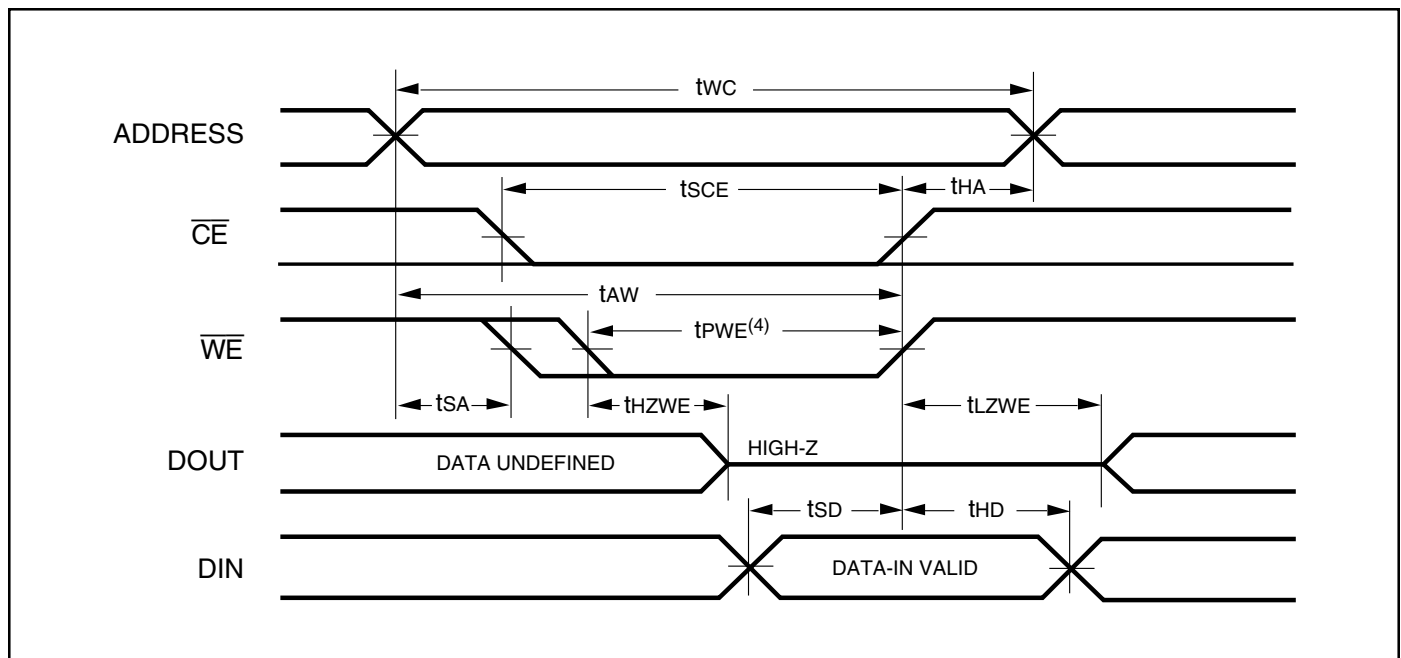 tWC
ADDRESS
tSCE
tHA
CE
tAW
tPWE(4)
WE
tSA
tHZWE
tLZWE
DOUT
DATA UNDEFINED
HIGH-Z
tSD
tHD
DIN
DATA-IN VALID